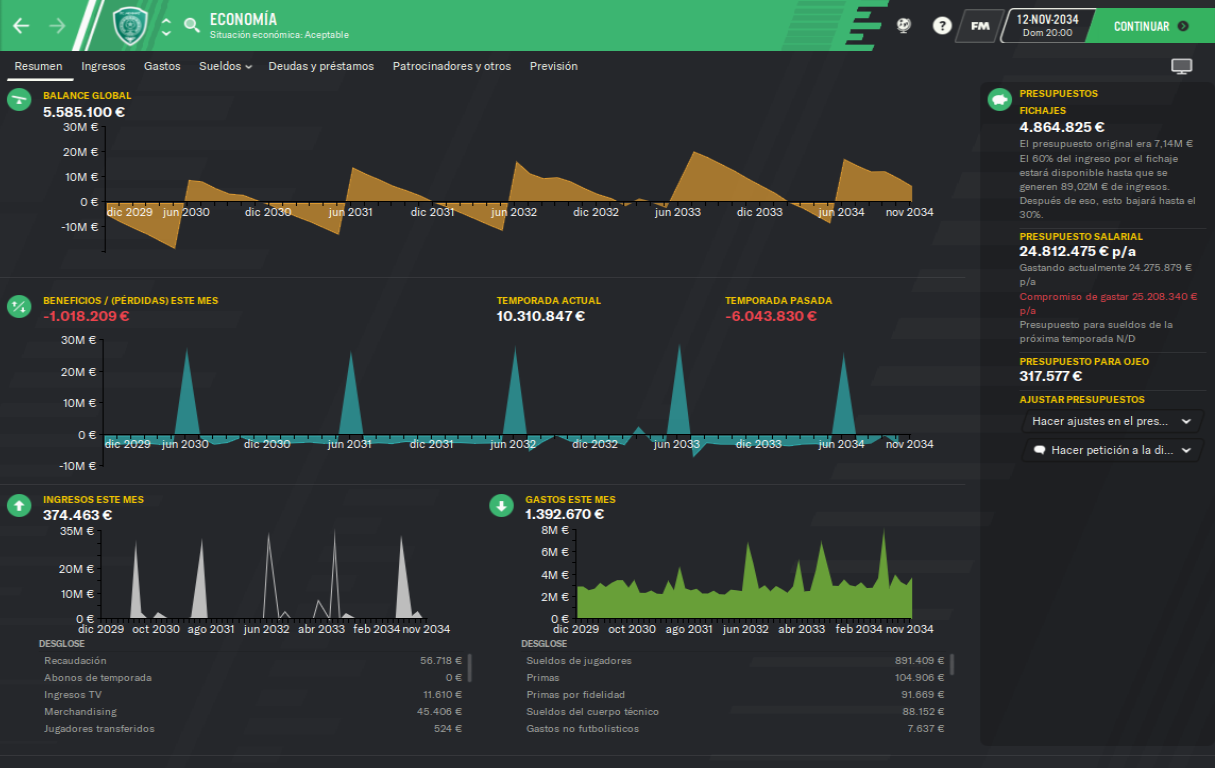 ECONOMÍA
Situación económica: Aceptable
?
FM
12-NOV-2034
Dom 20:00
CONTINUAR
Resumen Ingresos Gastos Sueldos Deudas y préstamos Patrocinadores y otros Previsión
BALANCE GLOBAL
5.585.100 €
30M €
20M €
10M €
0 €
-10M €
dic 2029 jun 2030 dic 2030 jun 2031 dic 2031 jun 2032 dic 2032 jun 2033 dic 2033 jun 2034 nov 2034
BENEFICIOS / (PÉRDIDAS) ESTE MES
-1.018.209 €
TEMPORADA ACTUAL
10.310.847 €
TEMPORADA PASADA
-6.043.830 €
30M €
20M €
10M €
0 €
-10M €
dic 2029 jun 2030 dic 2030 jun 2031 dic 2031 jun 2032 dic 2032 jun 2033 dic 2033 jun 2034 nov 2034
INGRESOS ESTE MES
374.463 €
35M €
20M €
10M €
0 €
dic 2029 oct 2030 ago 2031 jun 2032 abr 2033 feb 2034 nov 2034
DESGLOSE
Recaudación 56.718 €
Abonos de temporada 0 €
Ingresos TV 11.610 €
Merchandising 45.406 €
Jugadores transferidos 524 €
GASTOS ESTE MES
1.392.670 €
8M €
6M €
4M €
2M €
0 €
dic 2029 oct 2030 ago 2031 jun 2032 abr 2033 feb 2034 nov 2034
DESGLOSE
Sueldos de jugadores 891.409 €
Primas 104.906 €
Primas por fidelidad 91.669 €
Sueldos del cuerpo técnico 88.152 €
Gastos no futbolísticos 7.637 €
PRESUPUESTOS
FICHAJES
4.864.825 €
El presupuesto original era 7,14M €
El 60% del ingreso por el fichaje
estará disponible hasta que se
generen 89,02M € de ingresos.
Después de eso, esto bajará hasta el
30%.
PRESUPUESTO SALARIAL
24.812.475 € p/a
Gastando actualmente 24.275.879 €
p/a
Compromiso de gastar 25.208.340 €
p/a
Presupuesto para sueldos de la
próxima temporada N/D
PRESUPUESTO PARA OJEO
317.577 €
AJUSTAR PRESUPUESTOS
Hacer ajustes en el pres...
Hacer petición a la di...